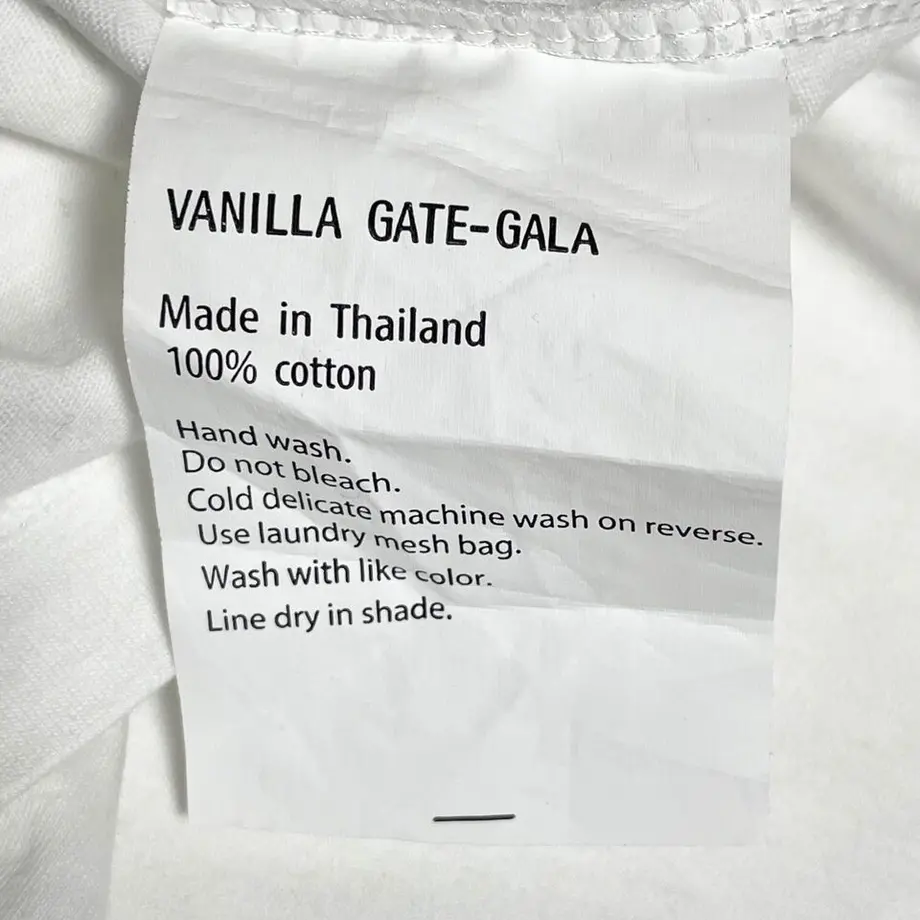 VANILLA GATE-GALA
Made in Thailand
100% cotton
Hand wash.
Do not bleach.
Cold delicate machine wash on reverse.
Use laundry mesh bag.
Wash with like color.
Line dry in shade.